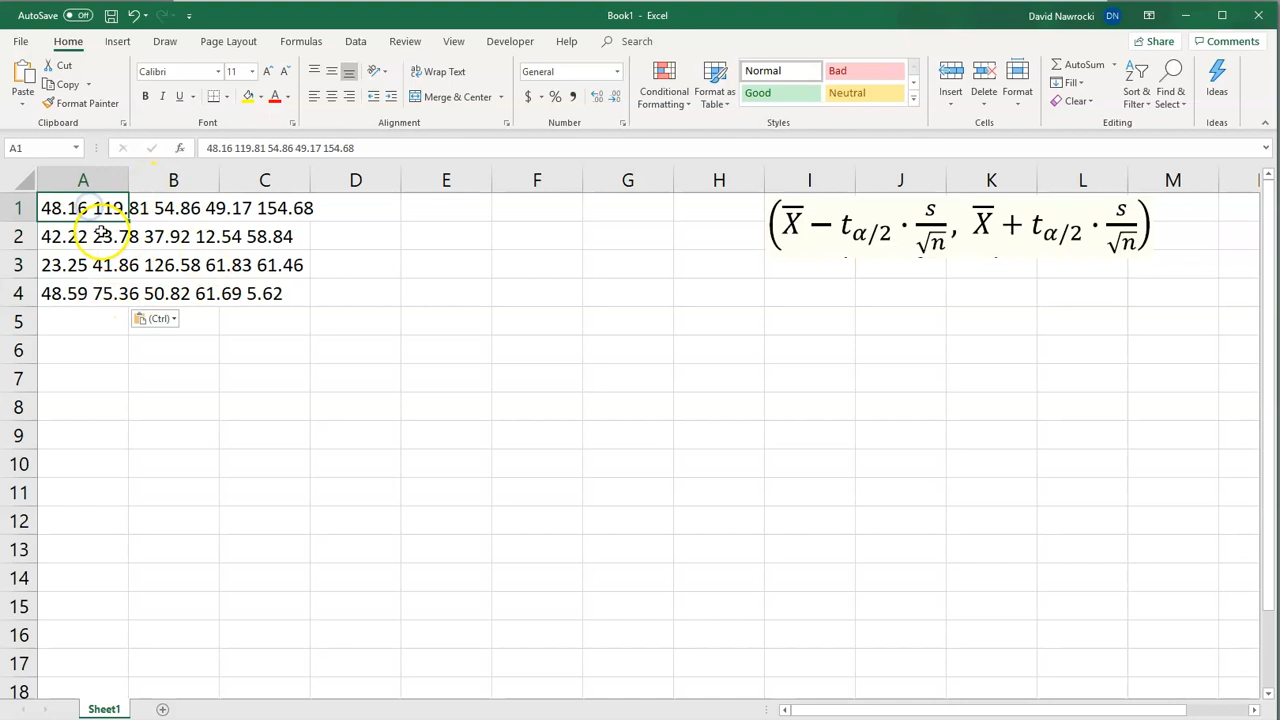 AutoSave Off Book1 - Excel David Nawrocki DN
File Home Insert Draw Page Layout Formulas Data Review View Developer Help Search Share Comments
Paste Cut Copy Format Painter Clipboard
Calibri 11 B I U Font
Wrap Text Merge & Center Alignment
General $ % Number
Conditional Formatting Format as Table Normal Bad Good Neutral Styles
Insert Delete Format Cells
AutoSum Fill Clear Sort & Filter Find & Select Editing
Ideas Ideas
A1 fx 48.16 119.81 54.86 49.17 154.68
A B C D E F G H I J K L M
1 48.16 119.81 54.86 49.17 154.68
2 42.22 23.78 37.92 12.54 58.84
3 23.25 41.86 126.58 61.83 61.46
4 48.59 75.36 50.82 61.69 5.62
(X̄ − tα/2 · s/√n, X̄ + tα/2 · s/√n)
5 (Ctrl)
6
7
8
9
10
11
12
13
14
15
16
17
18
Sheet1